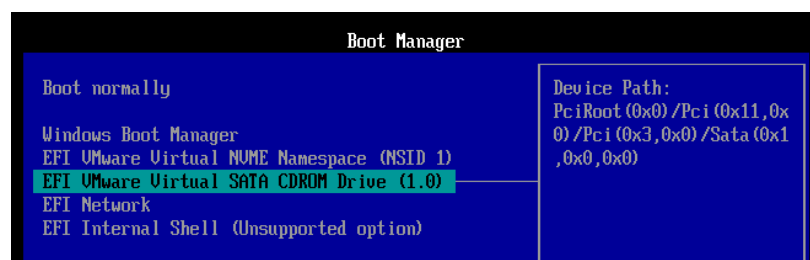 Boot Manager
Boot normally
Windows Boot Manager
EFI VMware Virtual NVME Namespace (NSID 1)
EFI VMware Virtual SATA CDROM Drive (1.0)
EFI Network
EFI Internal Shell (Unsupported option)
Device Path:
PciRoot(0x0)/Pci(0x11,0x
0)/Pci(0x3,0x0)/Sata(0x1
,0x0,0x0)